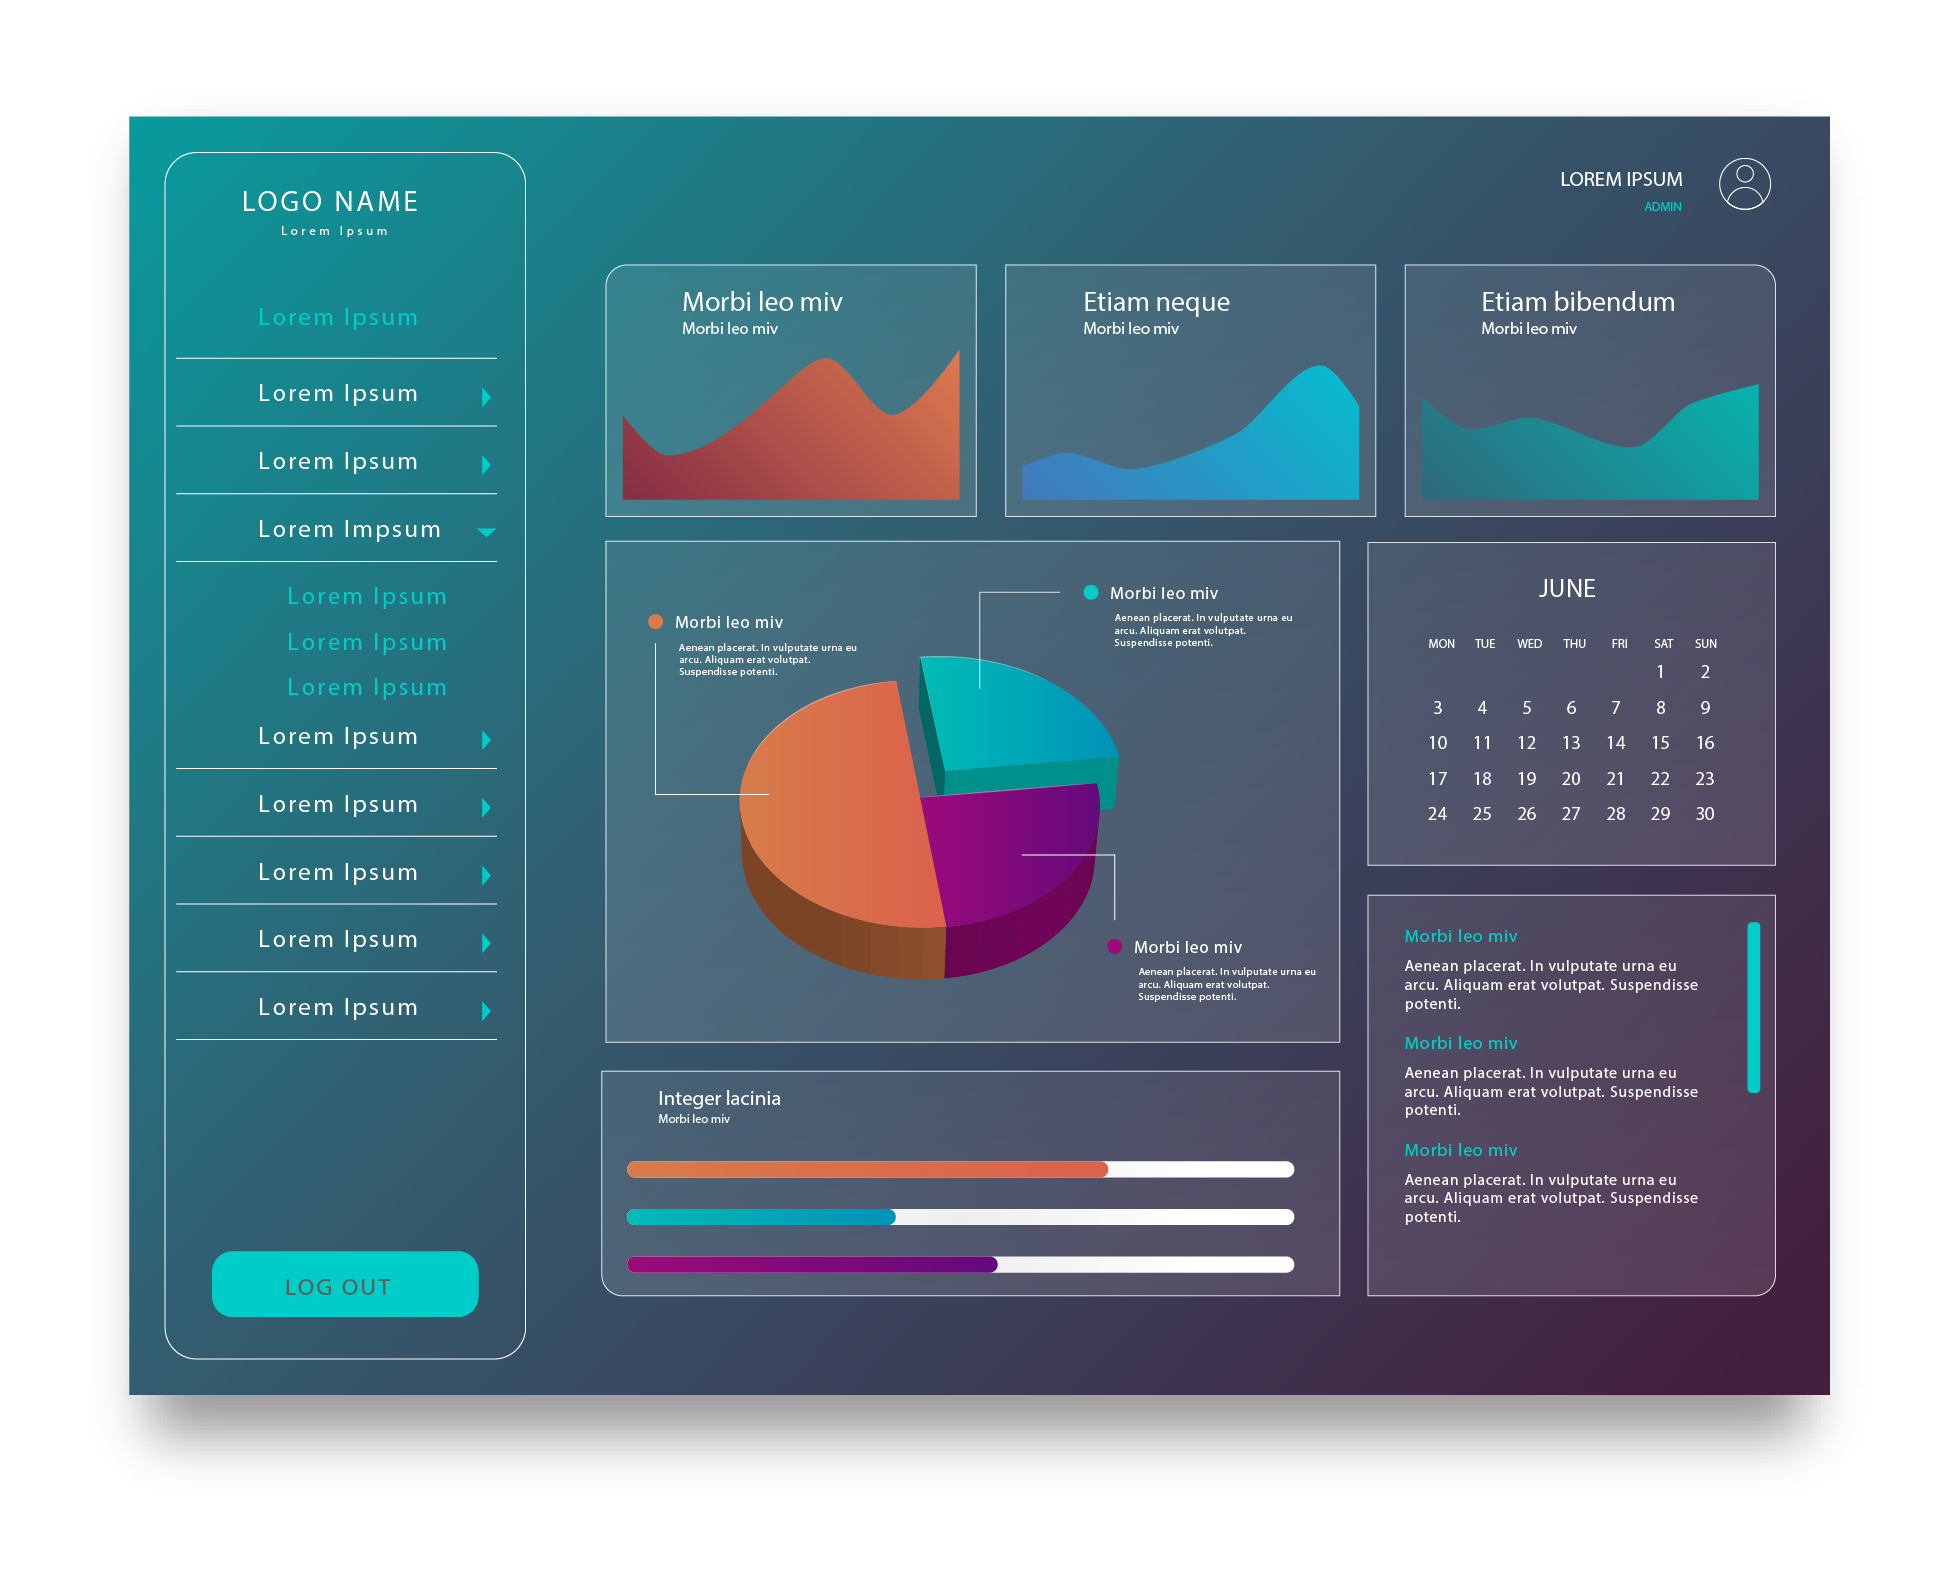 LOGO NAME
Lorem Ipsum
Lorem Ipsum
Lorem Ipsum
Lorem Ipsum
Lorem Impsum
Lorem Ipsum
Lorem Ipsum
Lorem Ipsum
Lorem Ipsum
Lorem Ipsum
Lorem Ipsum
Lorem Ipsum
Lorem Ipsum
LOG OUT
LOREM IPSUM
ADMIN
Morbi leo miv
Morbi leo miv
Etiam neque
Morbi leo miv
Etiam bibendum
Morbi leo miv
Morbi leo miv
Aenean placerat. In vulputate urna eu
arcu. Aliquam erat volutpat.
Suspendisse potenti.
Morbi leo miv
Aenean placerat. In vulputate urna eu
arcu. Aliquam erat volutpat.
Suspendisse potenti.
Morbi leo miv
Aenean placerat. In vulputate urna eu
arcu. Aliquam erat volutpat.
Suspendisse potenti.
JUNE
MON TUE WED THU FRI SAT SUN
1 2
3 4 5 6 7 8 9
10 11 12 13 14 15 16
17 18 19 20 21 22 23
24 25 26 27 28 29 30
Integer lacinia
Morbi leo miv
Morbi leo miv
Aenean placerat. In vulputate urna eu
arcu. Aliquam erat volutpat. Suspendisse
potenti.
Morbi leo miv
Aenean placerat. In vulputate urna eu
arcu. Aliquam erat volutpat. Suspendisse
potenti.
Morbi leo miv
Aenean placerat. In vulputate urna eu
arcu. Aliquam erat volutpat. Suspendisse
potenti.